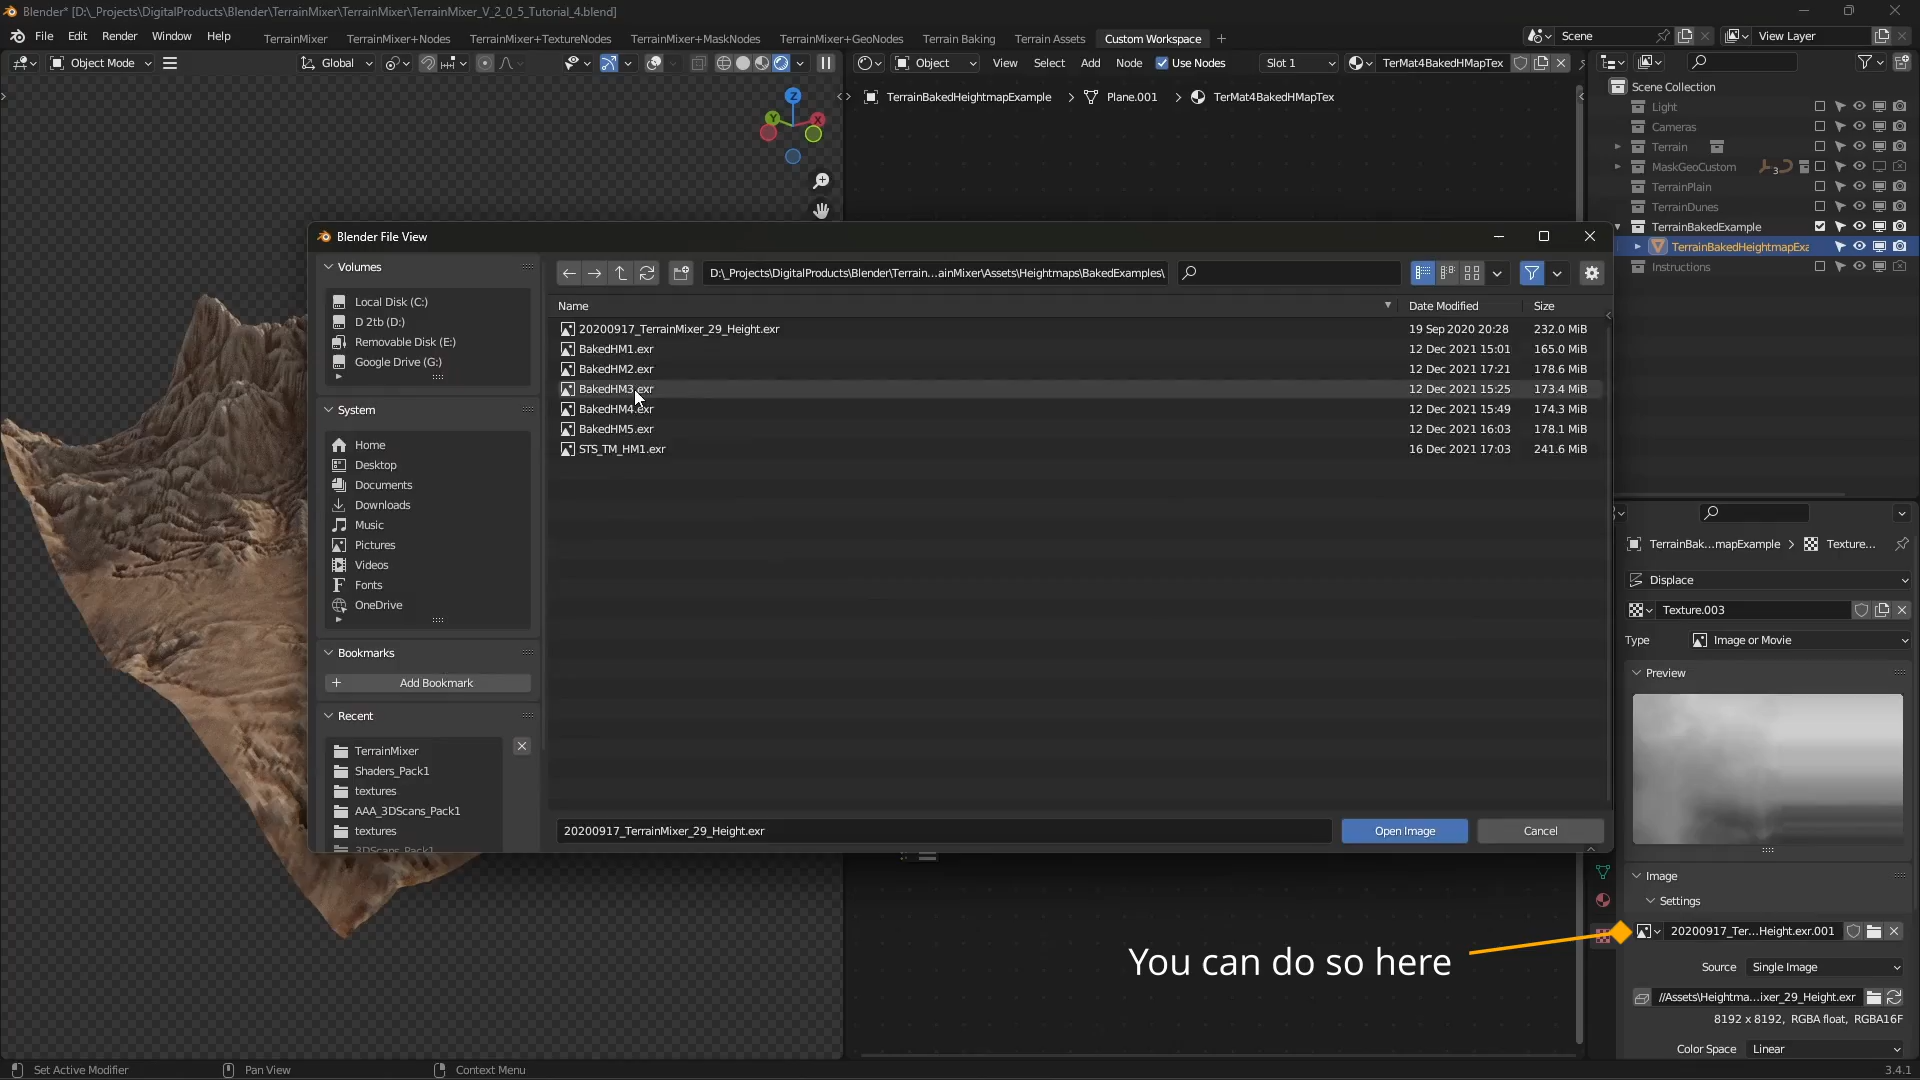 Blender* [D:\_Projects\DigitalProducts\Blender\TerrainMixer\TerrainMixer\TerrainMixer_V_2_0_5_Tutorial_4.blend]
File Edit Render Window Help TerrainMixer TerrainMixer+Nodes TerrainMixer+TextureNodes TerrainMixer+MaskNodes TerrainMixer+GeoNodes Terrain Baking Terrain Assets Custom Workspace + Scene View Layer
Object Mode Global Object View Select Add Node Use Nodes Slot 1 TerMat4BakedHMapTex
TerrainBakedHeightmapExample > Plane.001 > TerMat4BakedHMapTex
Z
Y
X
Scene Collection
Light
Cameras
Terrain
MaskGeoCustom 3
TerrainPlain
TerrainDunes
TerrainBakedExample
TerrainBakedHeightmapExa
Instructions
Blender File View
Volumes
Local Disk (C:)
D 2tb (D:)
Removable Disk (E:)
Google Drive (G:)
System
Home
Desktop
Documents
Downloads
Music
Pictures
Videos
Fonts
OneDrive
Bookmarks
+ Add Bookmark
Recent
TerrainMixer
Shaders_Pack1
textures
AAA_3DScans_Pack1
textures
3DScans_Pack1
D:\_Projects\DigitalProducts\Blender\Terrain...ainMixer\Assets\Heightmaps\BakedExamples\
Name Date Modified Size
20200917_TerrainMixer_29_Height.exr 19 Sep 2020 20:28 232.0 MiB
BakedHM1.exr 12 Dec 2021 15:01 165.0 MiB
BakedHM2.exr 12 Dec 2021 17:21 178.6 MiB
BakedHM3.exr 12 Dec 2021 15:25 173.4 MiB
BakedHM4.exr 12 Dec 2021 15:49 174.3 MiB
BakedHM5.exr 12 Dec 2021 16:03 178.1 MiB
STS_TM_HM1.exr 16 Dec 2021 17:03 241.6 MiB
20200917_TerrainMixer_29_Height.exr Open Image Cancel
TerrainBak...mapExample > Texture...
Displace
Texture.003
Type Image or Movie
Preview
Image
Settings
20200917_Ter...Height.exr.001
Source Single Image
//Assets\Heightma...ixer_29_Height.exr
8192 x 8192, RGBA float, RGBA16F
Color Space Linear
You can do so here
Set Active Modifier Pan View Context Menu 3.4.1